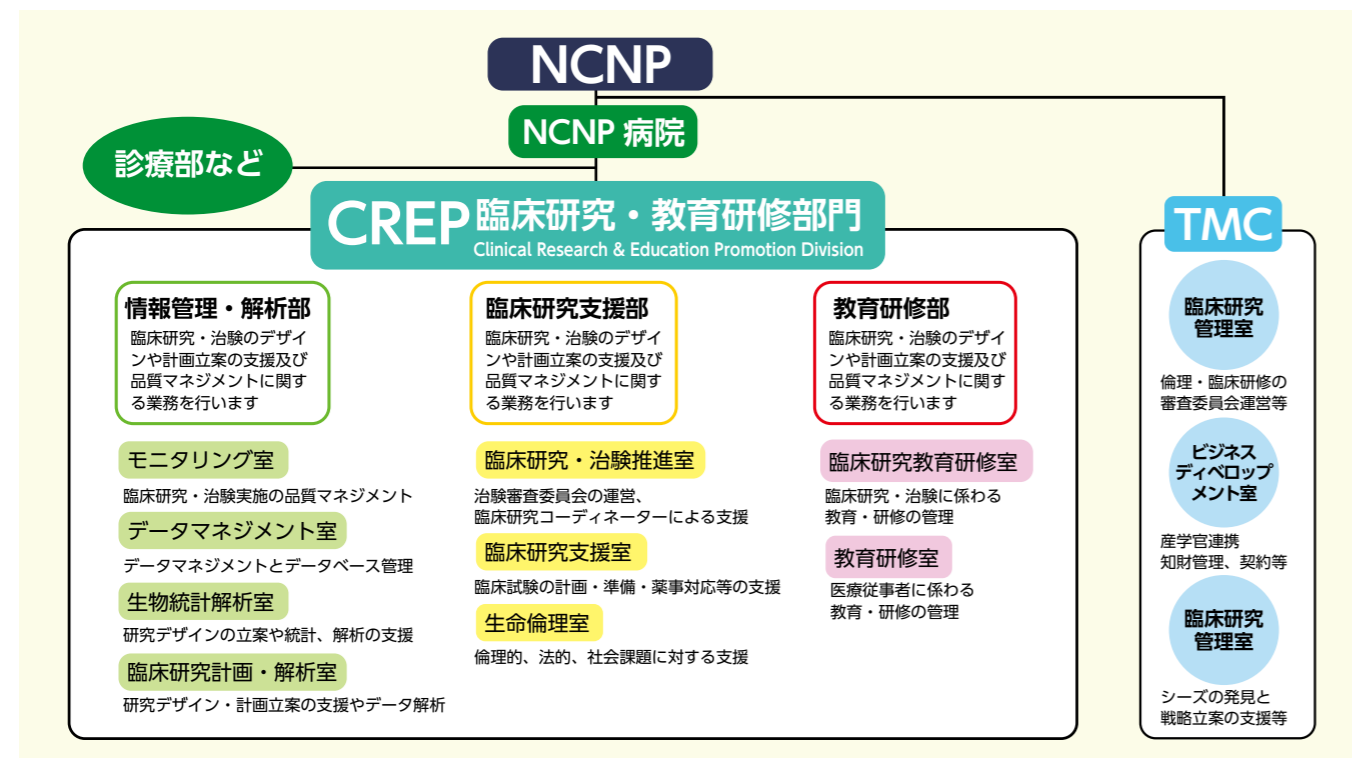 NCNP
NCNP 病院
診療部など
CREP 臨床研究・教育研修部門
Clinical Research & Education Promotion Division
情報管理・解析部
臨床研究・治験のデザイ
ンや計画立案の支援及び
品質マネジメントに関す
る業務を行います
モニタリング室
臨床研究・治験実施の品質マネジメント
データマネジメント室
データマネジメントとデータベース管理
生物統計解析室
研究デザインの立案や統計、解析の支援
臨床研究計画・解析室
研究デザイン・計画立案の支援やデータ解析
臨床研究支援部
臨床研究・治験のデザイ
ンや計画立案の支援及び
品質マネジメントに関す
る業務を行います
臨床研究・治験推進室
治験審査委員会の運営、
臨床研究コーディネーターによる支援
臨床研究支援室
臨床試験の計画・準備・薬事対応等の支援
生命倫理室
倫理的、法的、社会課題に対する支援
教育研修部
臨床研究・治験のデザイ
ンや計画立案の支援及び
品質マネジメントに関す
る業務を行います
臨床研究教育研修室
臨床研究・治験に係わる
教育・研修の管理
教育研修室
医療従事者に係わる
教育・研修の管理
TMC
臨床研究
管理室
倫理・臨床研修の
審査委員会運営等
ビジネス
ディベロップ
メント室
産学官連携
知財管理、契約等
臨床研究
管理室
シーズの発見と
戦略立案の支援等